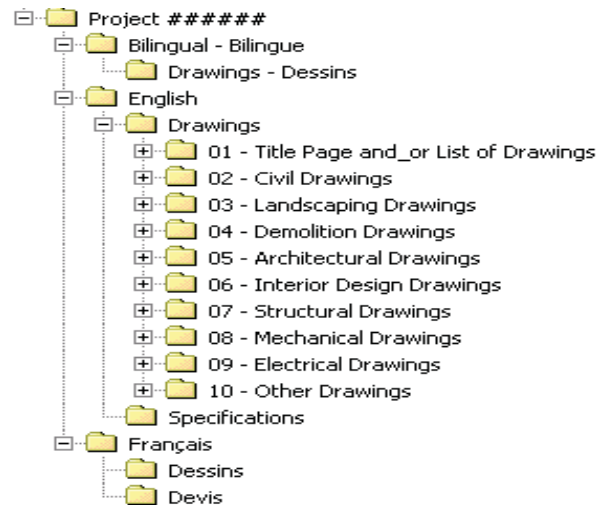 Project ######
Bilingual - Bilingue
Drawings - Dessins
English
Drawings
01 - Title Page and_or List of Drawings
02 - Civil Drawings
03 - Landscaping Drawings
04 - Demolition Drawings
05 - Architectural Drawings
06 - Interior Design Drawings
07 - Structural Drawings
08 - Mechanical Drawings
09 - Electrical Drawings
10 - Other Drawings
Specifications
Français
Dessins
Devis